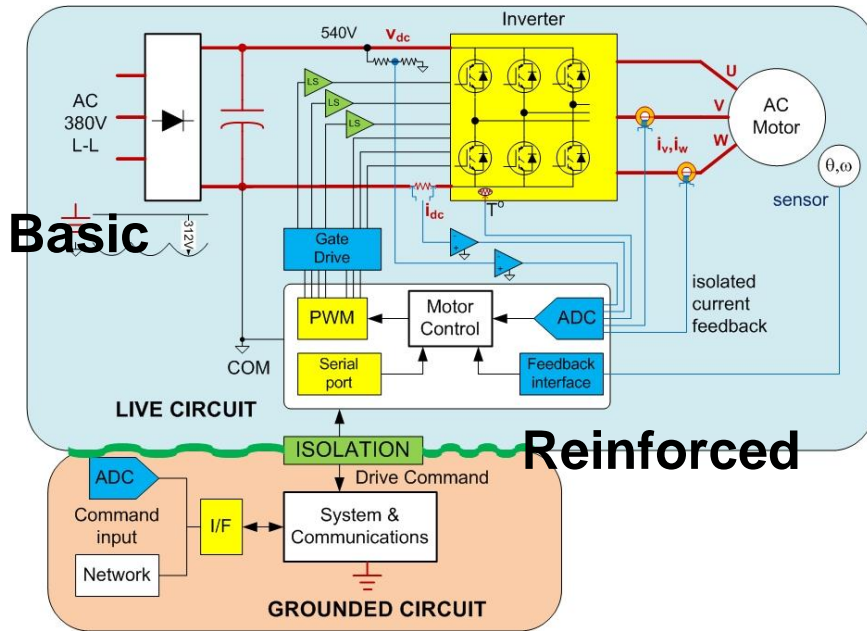 Inverter
540V
Vdc
LS
LS
LS
AC
380V
L-L
U
V
W
AC
Motor
iv,iw
θ,ω
sensor
idc
T⁰
Basic
312V
Gate
Drive
+
-
-
+
isolated
current
feedback
PWM
Motor
Control
ADC
COM
Serial
port
Feedback
interface
LIVE CIRCUIT
Reinforced
ISOLATION
Drive Command
ADC
Command
input
I/F
System &
Communications
Network
GROUNDED CIRCUIT